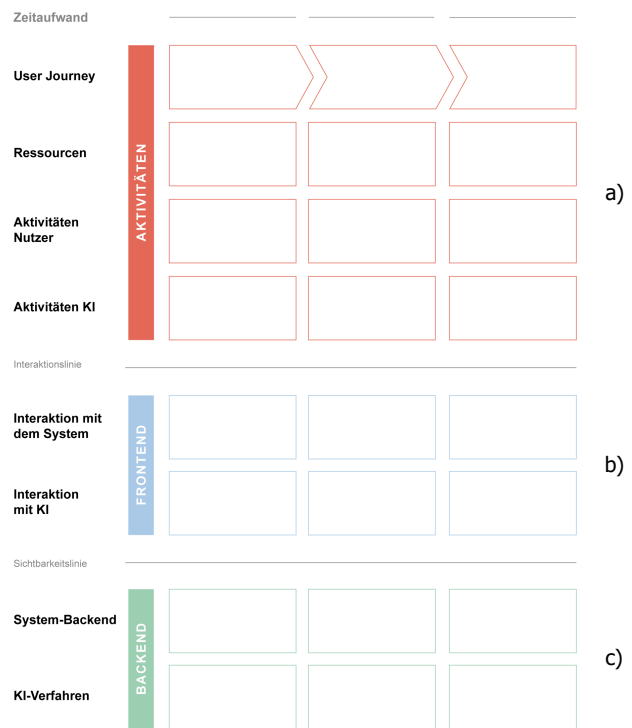 Zeitaufwand
User Journey
Ressourcen
AKTIVITÄTEN
a)
Aktivitäten
Nutzer
Aktivitäten KI
Interaktionslinie
Interaktion mit
dem System
FRONTEND
b)
Interaktion
mit KI
Sichtbarkeitslinie
System-Backend
BACKEND
c)
KI-Verfahren